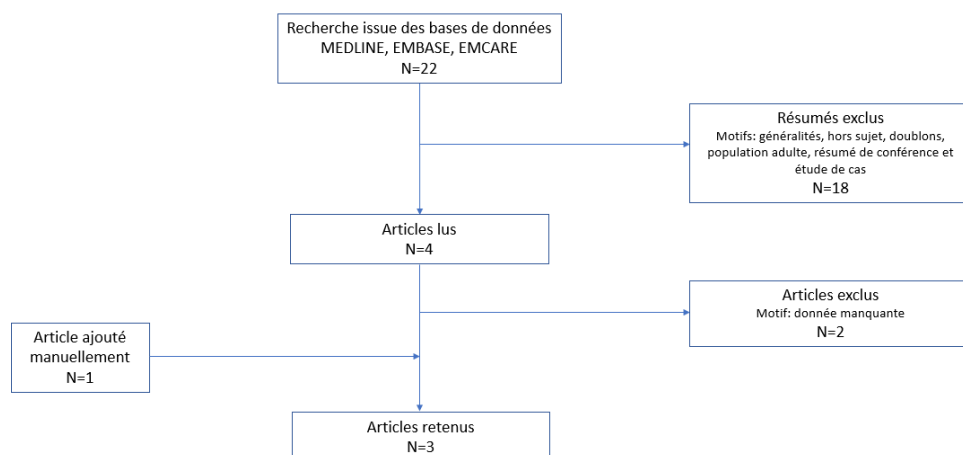 Recherche issue des bases de données
MEDLINE, EMBASE, EMCARE
N=22
Résumés exclus
Motifs: généralités, hors sujet, doublons,
population adulte, résumé de conférence et
étude de cas
N=18
Articles lus
N=4
Articles exclus
Motif: donnée manquante
N=2
Article ajouté
manuellement
N=1
Articles retenus
N=3